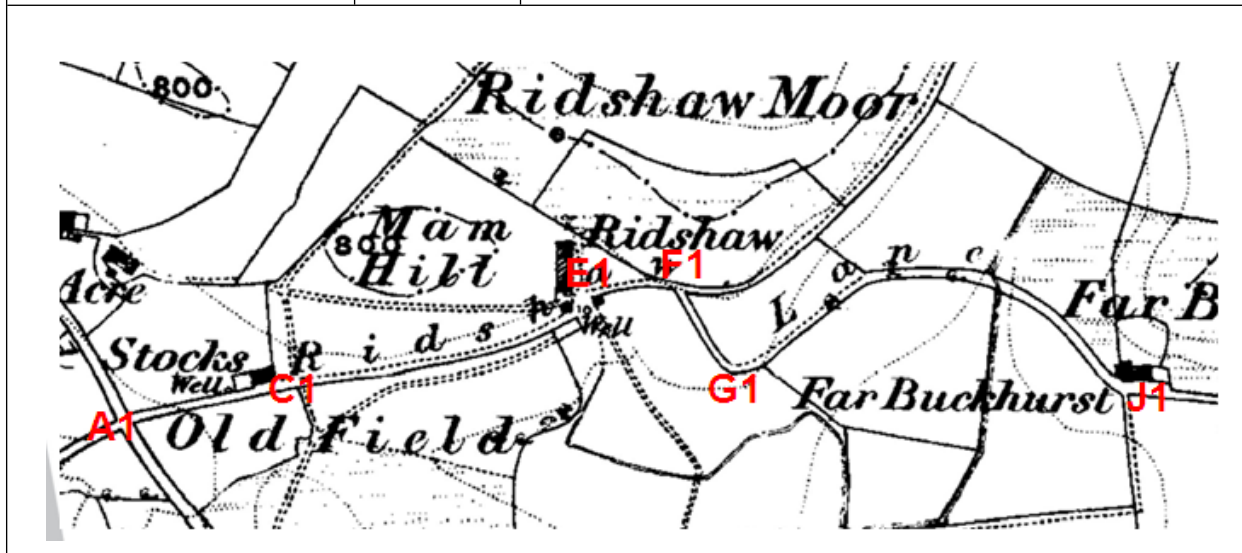 800
Ridshaw Moor
Mam
Hill
800
Ridshaw
E1
F1
Acre
Ridshaw Lane
Far B
Stocks
Well
Well
C1
A1
Old Field
G1
Far Buckhurst
J1